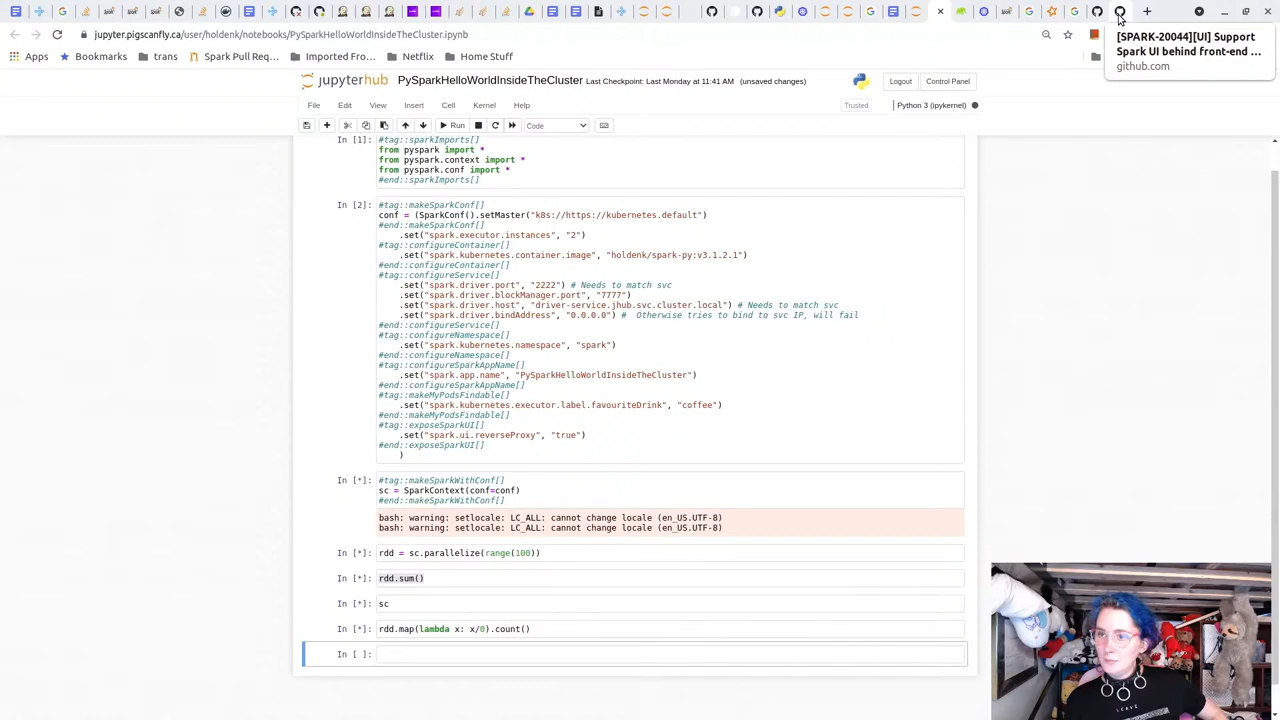 [SPARK-20044][UI] Support
Spark UI behind front-end ...
github.com
jupyter.pigscanfly.ca/user/holdenk/notebooks/PySparkHelloWorldInsideTheCluster.ipynb
Apps
Bookmarks
trans
Spark Pull Req...
Imported Fro...
Netflix
Parquet
jupyterhub
PySparkHelloWorldInsideTheCluster
Last Checkpoint: Last Monday at 11:41 AM (unsaved changes)
Logout
Control Panel
File
Edit
View
Insert
Cell
Kernel
Help
Trusted
Python 3 (ipykernel)
Run
Code
In [1]:
#tag::sparkImports[]
from pyspark import *
from pyspark.context import *
from pyspark.conf import *
#end::sparkImports[]
In [2]:
#tag::makeSparkConf[]
conf = (SparkConf().setMaster("k8s://https://kubernetes.default")
#end::makeSparkConf[]
.set("spark.executor.instances", "2")
#tag::configureContainer[]
.set("spark.kubernetes.container.image", "holdenk/spark-py:v3.1.2.1")
#end::configureContainer[]
#tag::configureService[]
.set("spark.driver.port", "2222") # Needs to match svc
.set("spark.driver.blockManager.port", "7777")
.set("spark.driver.host", "driver-service.jhub.svc.cluster.local") # Needs to match svc
.set("spark.driver.bindAddress", "0.0.0.0") #  Otherwise tries to bind to svc IP, will fail
#end::configureService[]
#tag::configureNamespace[]
.set("spark.kubernetes.namespace", "spark")
#end::configureNamespace[]
#tag::configureSparkAppName[]
.set("spark.app.name", "PySparkHelloWorldInsideTheCluster")
#end::configureSparkAppName[]
#tag::makeMyPodsFindable[]
.set("spark.kubernetes.executor.label.favouriteDrink", "coffee")
#end::makeMyPodsFindable[]
#tag::exposeSparkUI[]
.set("spark.ui.reverseProxy", "true")
#end::exposeSparkUI[]
)
In [*]:
#tag::makeSparkWithConf[]
sc = SparkContext(conf=conf)
#end::makeSparkWithConf[]
bash: warning: setlocale: LC_ALL: cannot change locale (en_US.UTF-8)
bash: warning: setlocale: LC_ALL: cannot change locale (en_US.UTF-8)
In [*]: rdd = sc.parallelize(range(100))
In [*]: rdd.sum()
In [*]: sc
In [*]: rdd.map(lambda x: x/0).count()
In [ ]:
LEAVE